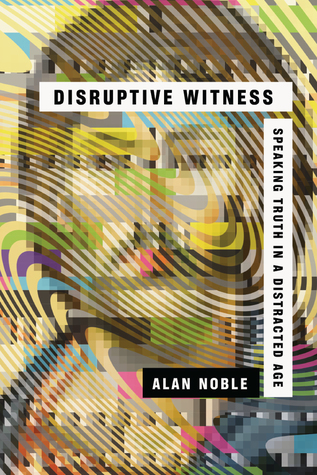 DISRUPTIVE WITNESS
SPEAKING TRUTH IN A DISTRACTED AGE
ALAN NOBLE